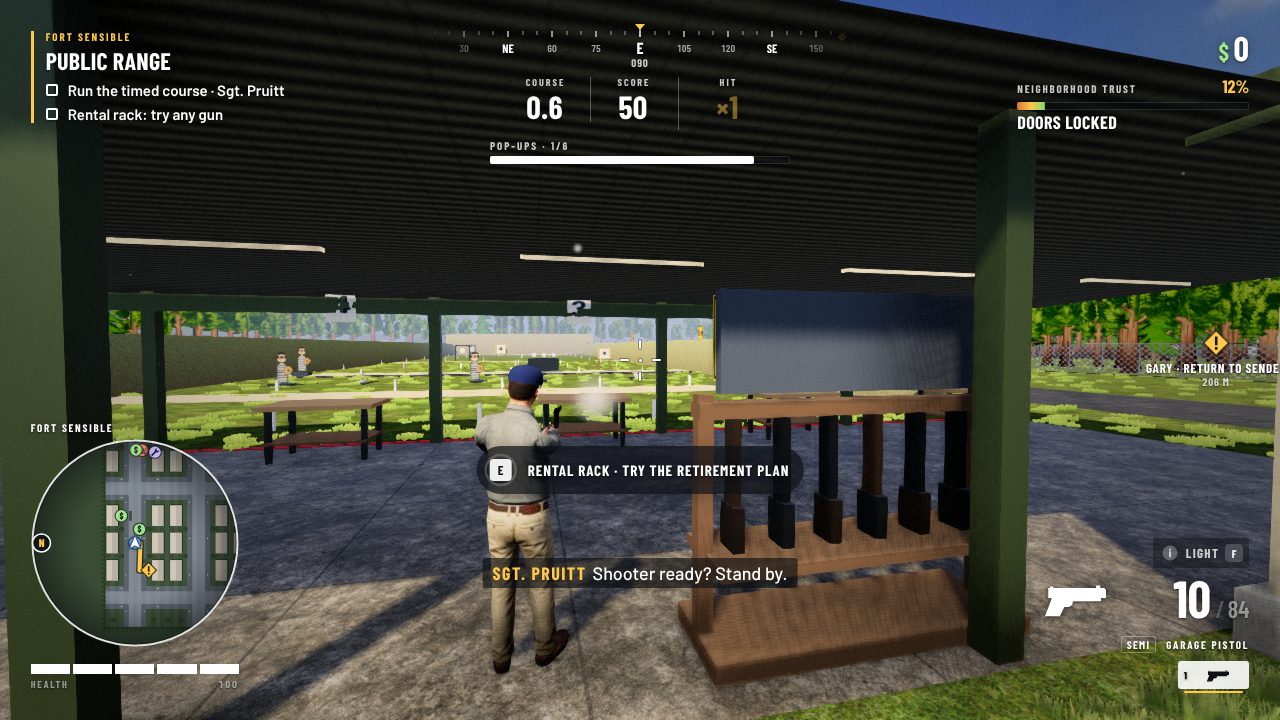 FORT SENSIBLE
PUBLIC RANGE
Run the timed course · Sgt. Pruitt
Rental rack: try any gun
30 NE 60 75 E 105 120 SE 150
090
COURSE SCORE HIT
0.6 50 ×1
POP-UPS · 1/6
$0
NEIGHBORHOOD TRUST 12%
DOORS LOCKED
?
GARY · RETURN TO SENDE
206 M
E RENTAL RACK · TRY THE RETIREMENT PLAN
SGT. PRUITT Shooter ready? Stand by.
FORT SENSIBLE
N
HEALTH 100
LIGHT F
10 / 84
SEMI GARAGE PISTOL
1